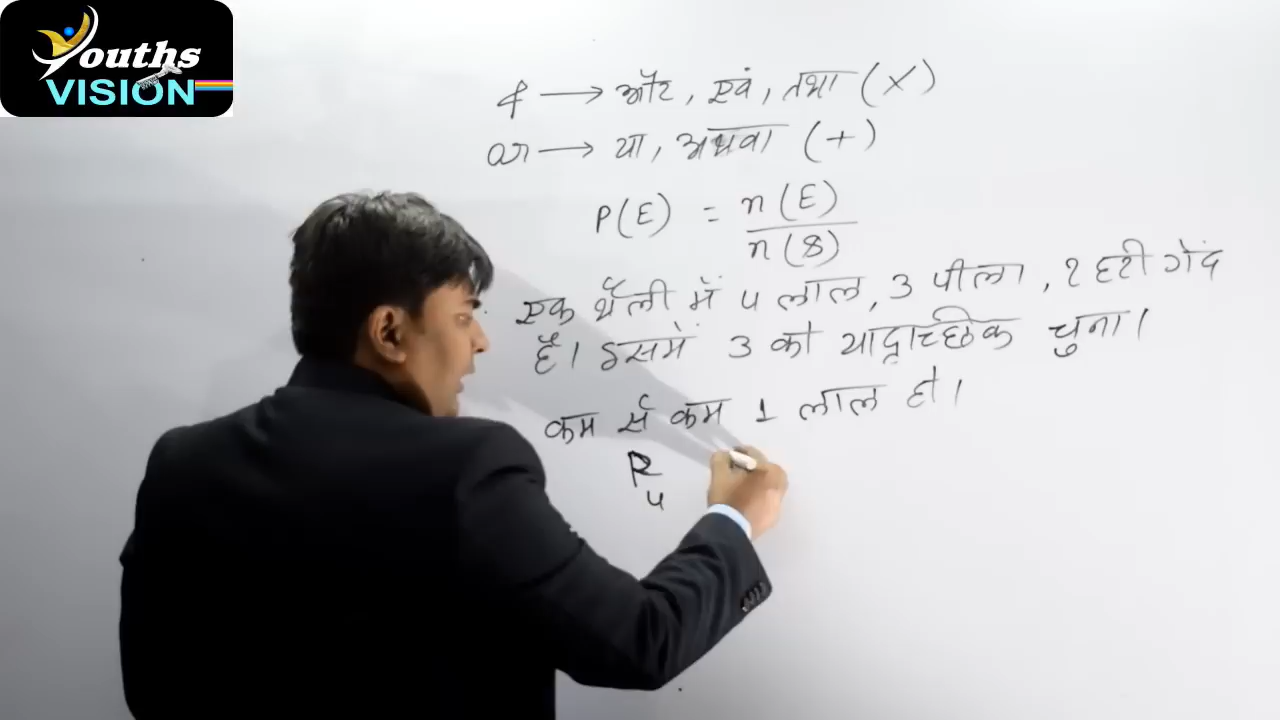 Youths
VISION
& → और, एवं, तथा (×)
or → या, अथवा (+)
P(E) = n(E)
n(S)
एक थैली में 4 लाल, 3 पीला, 2 हरी गेंद
है। इसमें 3 को यादृच्छिक चुना।
कम से कम 1 लाल हो।
R
4